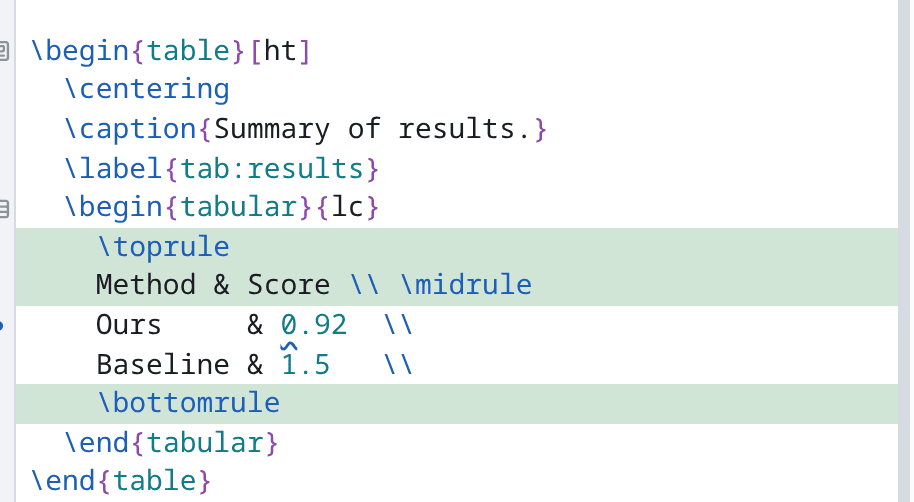 \begin{table}[ht]
  \centering
  \caption{Summary of results.}
  \label{tab:results}
  \begin{tabular}{lc}
    \toprule
    Method & Score \\ \midrule
    Ours     & 0.92  \\
    Baseline & 1.5   \\
    \bottomrule
  \end{tabular}
\end{table}